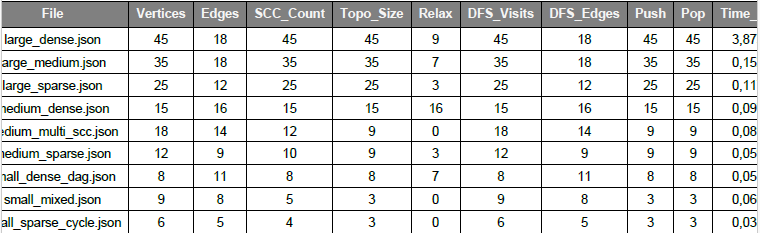 File Vertices Edges SCC_Count Topo_Size Relax DFS_Visits DFS_Edges Push Pop Time_
large_dense.json 45 18 45 45 9 45 18 45 45 3,87
arge_medium.json 35 18 35 35 7 35 18 35 35 0,15
large_sparse.json 25 12 25 25 3 25 12 25 25 0,11
nedium_dense.json 15 16 15 15 16 15 16 15 15 0,09
edium_multi_scc.json 18 14 12 9 0 18 14 9 9 0,08
nedium_sparse.json 12 9 10 9 3 12 9 9 9 0,05
nall_dense_dag.json 8 11 8 8 7 8 11 8 8 0,05
small_mixed.json 9 8 5 3 0 9 8 3 3 0,06
all_sparse_cycle.json 6 5 4 3 0 6 5 3 3 0,03